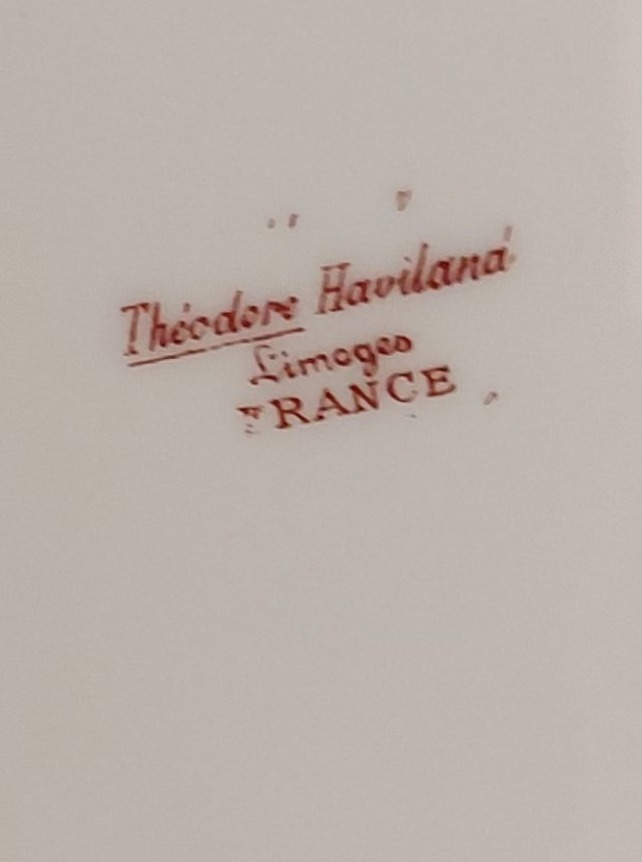 Théodore Haviland
Limoges
FRANCE